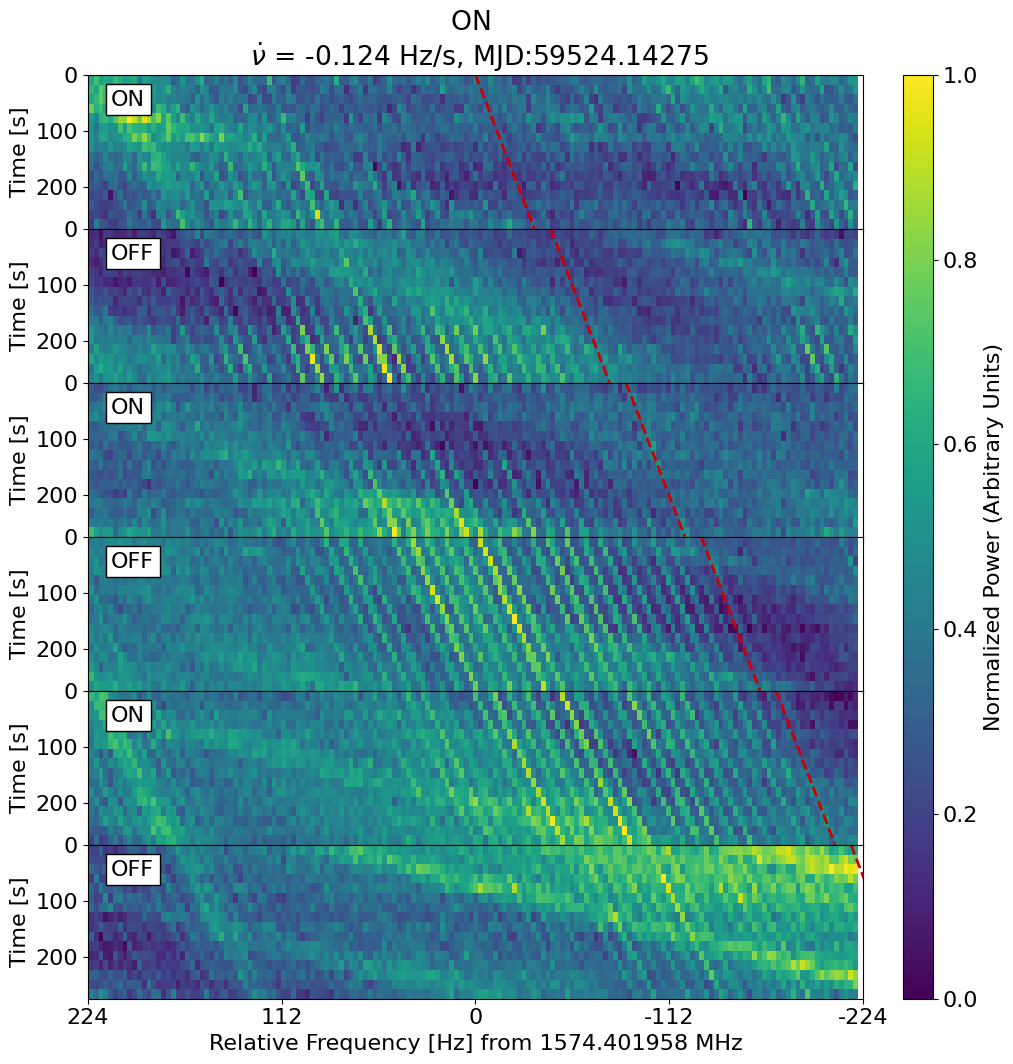 ON
ν̇ = -0.124 Hz/s, MJD:59524.14275
0
ON
100
Time [s]
200
0
OFF
100
Time [s]
200
0
ON
100
Time [s]
200
0
OFF
100
Time [s]
200
0
ON
100
Time [s]
200
0
OFF
100
Time [s]
200
224 112 0 -112 -224
Relative Frequency [Hz] from 1574.401958 MHz
1.0
0.8
0.6
0.4
0.2
0.0
Normalized Power (Arbitrary Units)